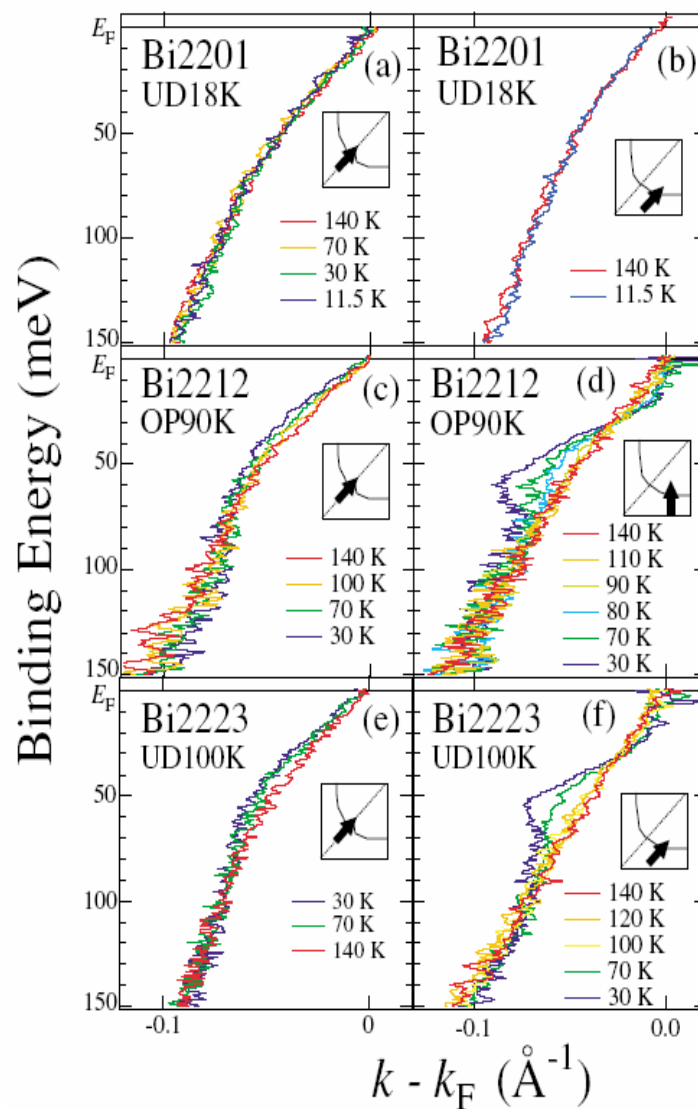 Binding Energy (meV)
E_F
50
100
150
Bi2201
UD18K
(a)
140 K
70 K
30 K
11.5 K
Bi2201
UD18K
(b)
140 K
11.5 K
E_F
50
100
150
Bi2212
OP90K
(c)
140 K
100 K
70 K
30 K
Bi2212
OP90K
(d)
140 K
110 K
90 K
80 K
70 K
30 K
E_F
50
100
150
Bi2223
UD100K
(e)
30 K
70 K
140 K
Bi2223
UD100K
(f)
140 K
120 K
100 K
70 K
30 K
-0.1 0 -0.1 0.0
k - k_F (Å⁻¹)